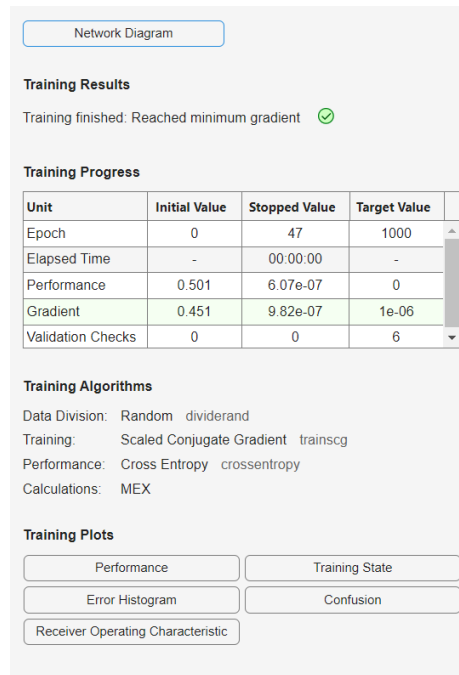 Network Diagram
Training Results
Training finished: Reached minimum gradient
Training Progress
Unit Initial Value Stopped Value Target Value
Epoch 0 47 1000
Elapsed Time - 00:00:00 -
Performance 0.501 6.07e-07 0
Gradient 0.451 9.82e-07 1e-06
Validation Checks 0 0 6
Training Algorithms
Data Division: Random dividerand
Training: Scaled Conjugate Gradient trainscg
Performance: Cross Entropy crossentropy
Calculations: MEX
Training Plots
Performance Training State
Error Histogram Confusion
Receiver Operating Characteristic